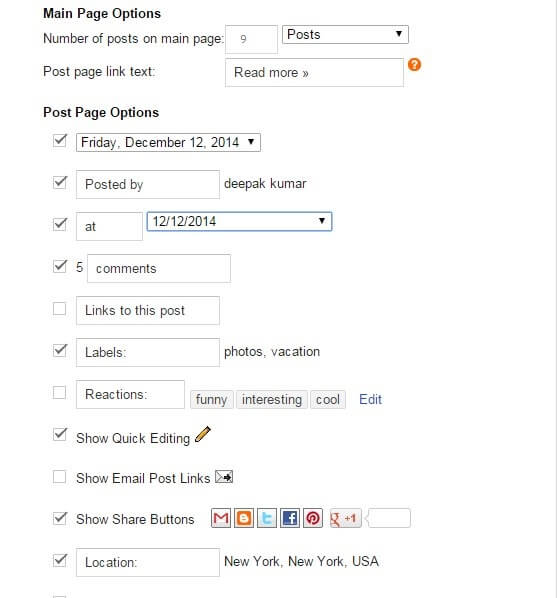 Main Page Options
Number of posts on main page: 9 Posts
Post page link text: Read more » ?
Post Page Options
Friday, December 12, 2014
Posted by deepak kumar
at 12/12/2014
5 comments
Links to this post
Labels: photos, vacation
Reactions: funny interesting cool Edit
Show Quick Editing
Show Email Post Links
Show Share Buttons +1
Location: New York, New York, USA